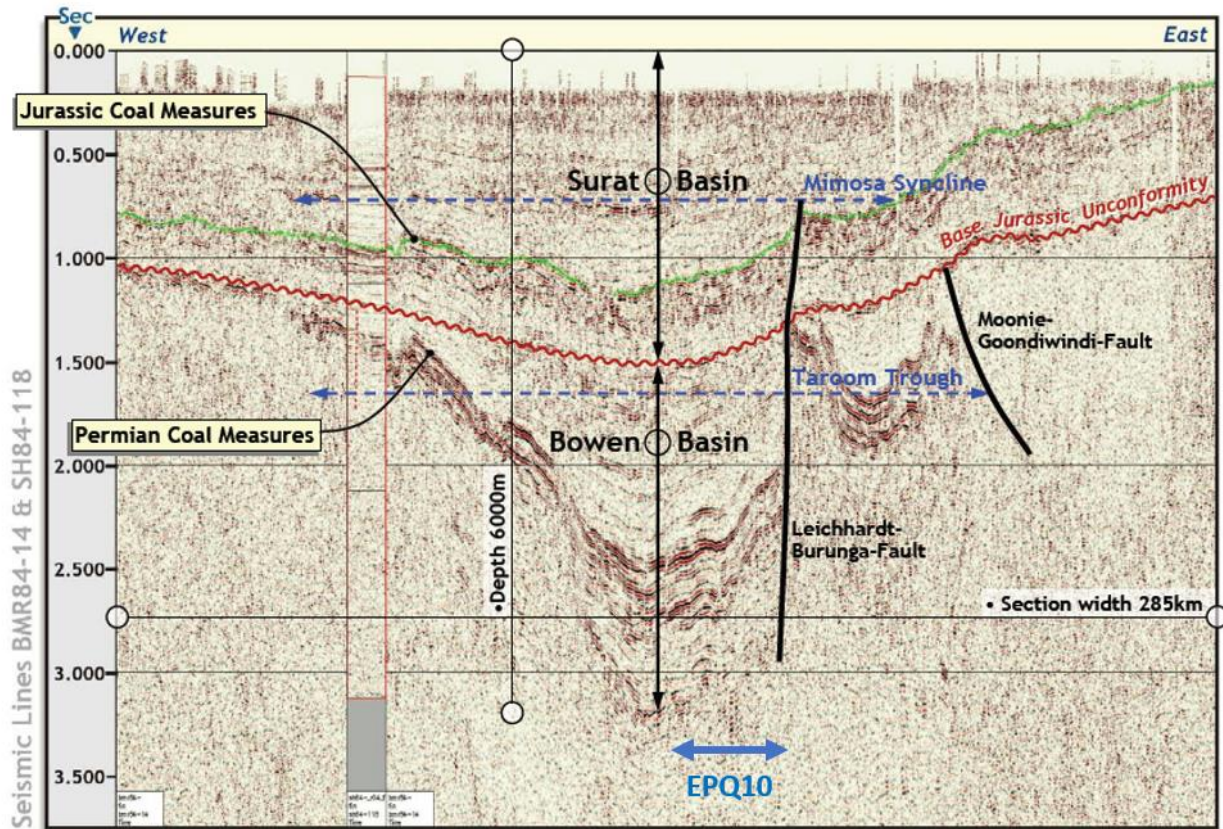 Sec
West
East
0.000
Jurassic Coal Measures
0.500
Surat Basin
Mimosa Syncline
Base Jurassic Unconformity
1.000
Moonie-
Goondiwindi-Fault
1.500
Taroom Trough
Permian Coal Measures
Bowen Basin
2.000
•Depth 6000m
Leichhardt-
Burunga-Fault
2.500
• Section width 285km
3.000
EPQ10
3.500
Seismic Lines BMR84-14 & SH84-118